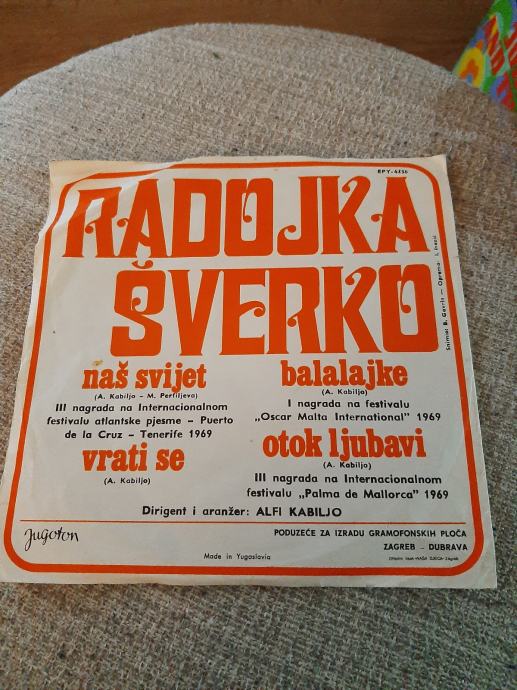 EPY-4356
RADOJKA
ŠVERKO
naš svijet
(A. Kabiljo – M. Perfiljeva)
III nagrada na Internacionalnom
festivalu atlantske pjesme – Puerto
de la Cruz – Tenerife 1969
vrati se
(A. Kabiljo)
balalajke
(A. Kabiljo)
I nagrada na festivalu
„Oscar Malta International" 1969
otok ljubavi
(A. Kabiljo)
III nagrada na Internacionalnom
festivalu „Palma de Mallorca" 1969
Dirigent i aranžer: ALFI KABILJO
Jugoton
PODUZEĆE ZA IZRADU GRAMOFONSKIH PLOČA
ZAGREB – DUBRAVA
Made in Yugoslavia
Snimio: B. — Oprema: